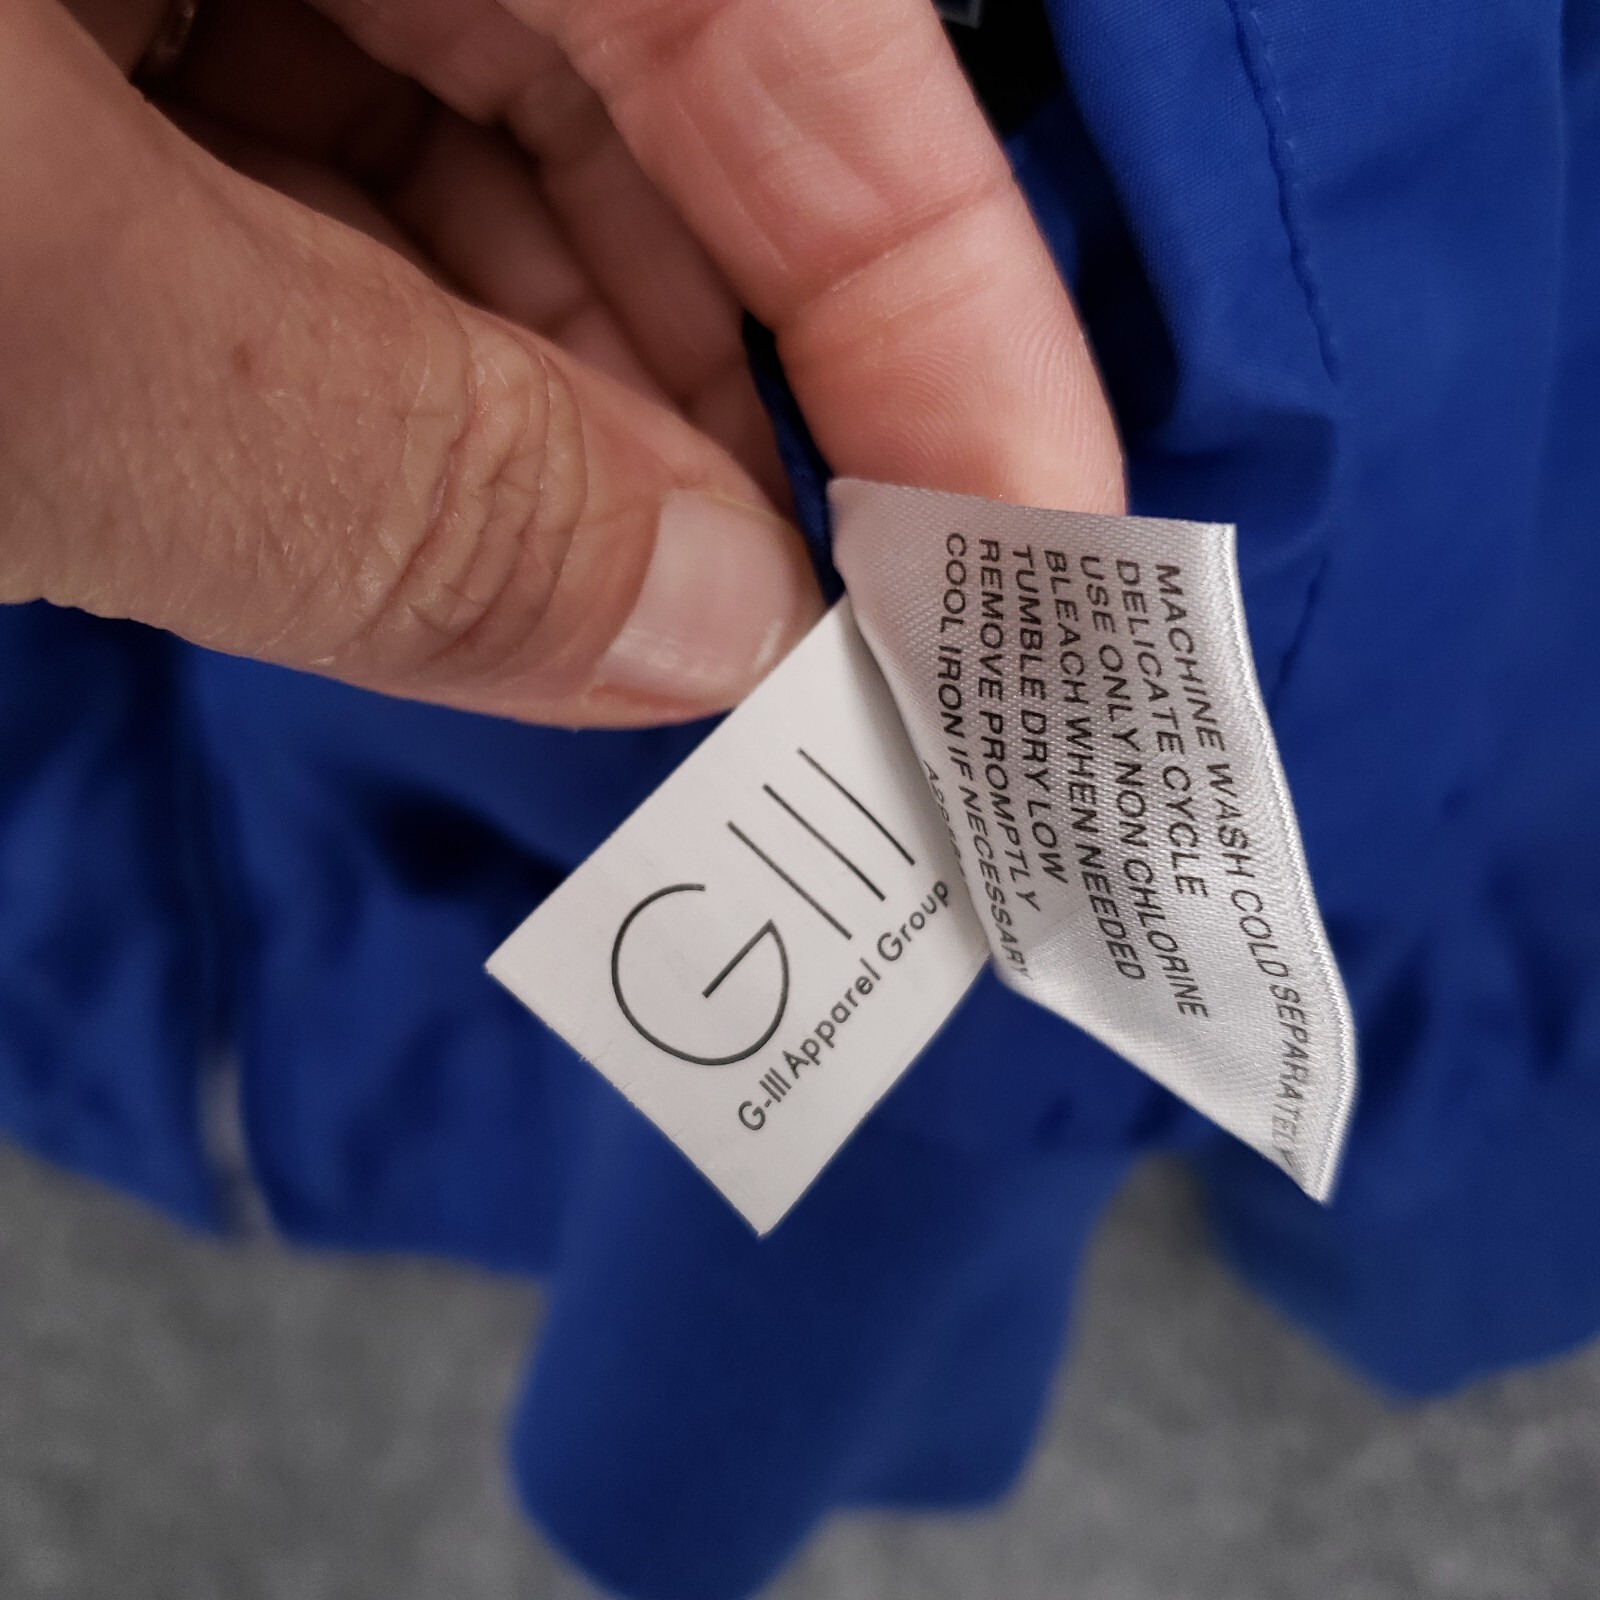 GIII
G-III Apparel Group
MACHINE WASH COLD SEPARATELY
DELICATE CYCLE
USE ONLY NON CHLORINE
BLEACH WHEN NEEDED
TUMBLE DRY LOW
REMOVE PROMPTLY
COOL IRON IF NECESSARY